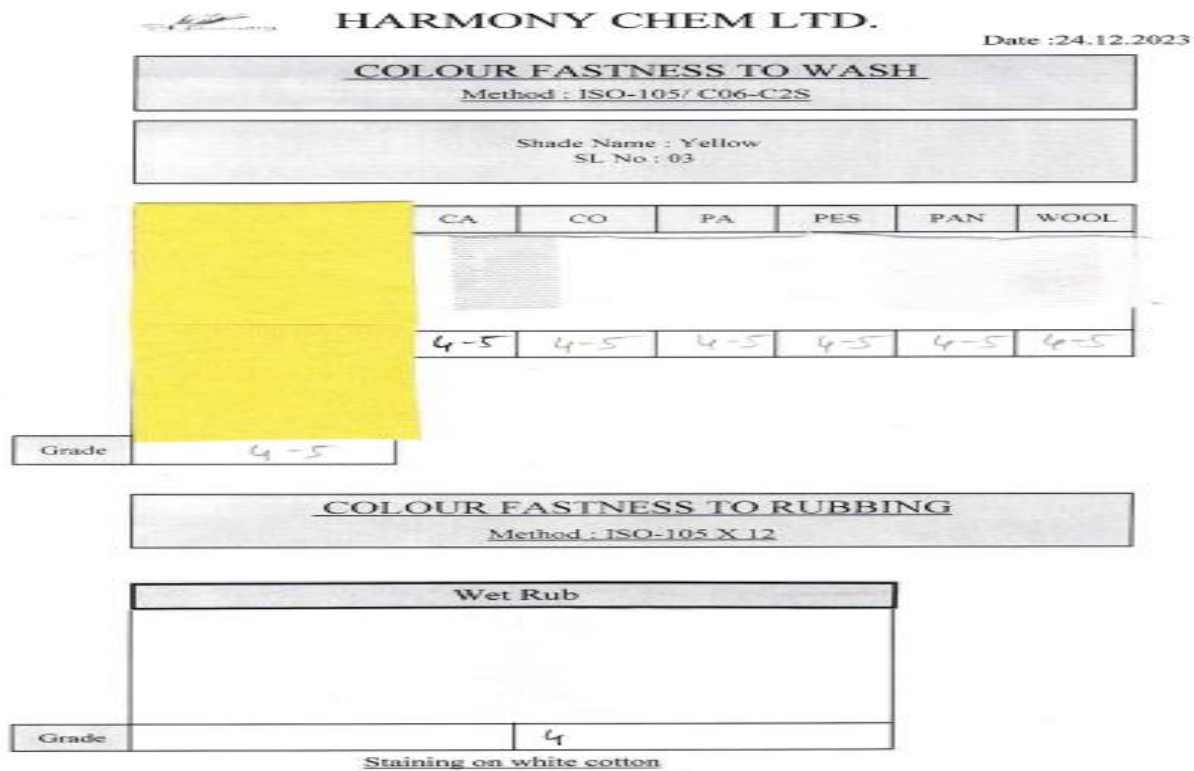 HARMONY CHEM LTD.
Date :24.12.2023
COLOUR FASTNESS TO WASH
Method : ISO-105/ C06-C2S
Shade Name : Yellow
SL No : 03
CA CO PA PES PAN WOOL
4-5 4-5 4-5 4-5 4-5 4-5
Grade 4-5
COLOUR FASTNESS TO RUBBING
Method : ISO-105 X 12
Wet Rub
Grade 4
Staining on white cotton